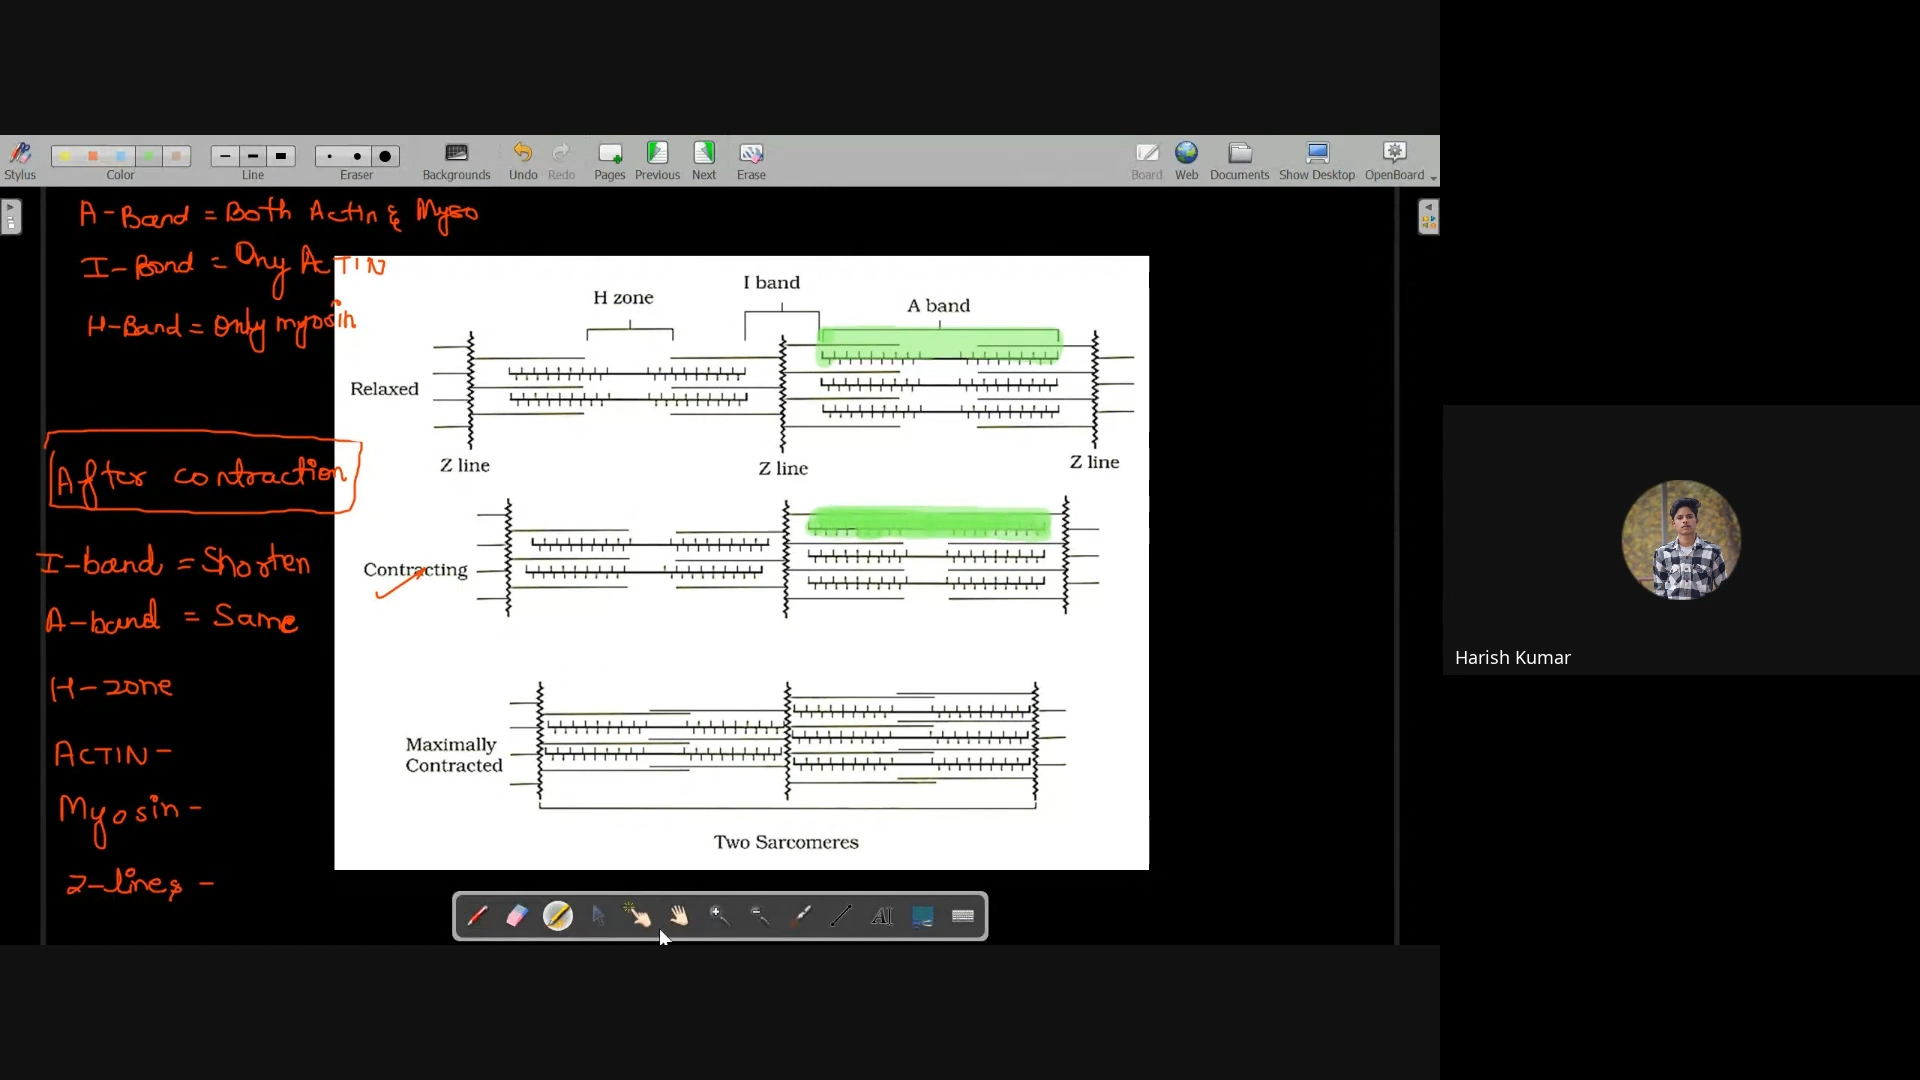 Stylus
Color
Line
Eraser
Backgrounds
Undo
Redo
Pages
Previous
Next
Erase
Board
Web
Documents
Show Desktop
OpenBoard
A-Band = Both Actin & Myso
I-Band = Ony ACTIN
H-Band = Only myosin
After contraction
I-band = Shorten
A-band = Same
H-zone
ACTIN-
Myosin-
Z-lines-
H zone
I band
A band
Relaxed
Z line
Z line
Z line
Contracting
Maximally
Contracted
Two Sarcomeres
AI
Harish Kumar